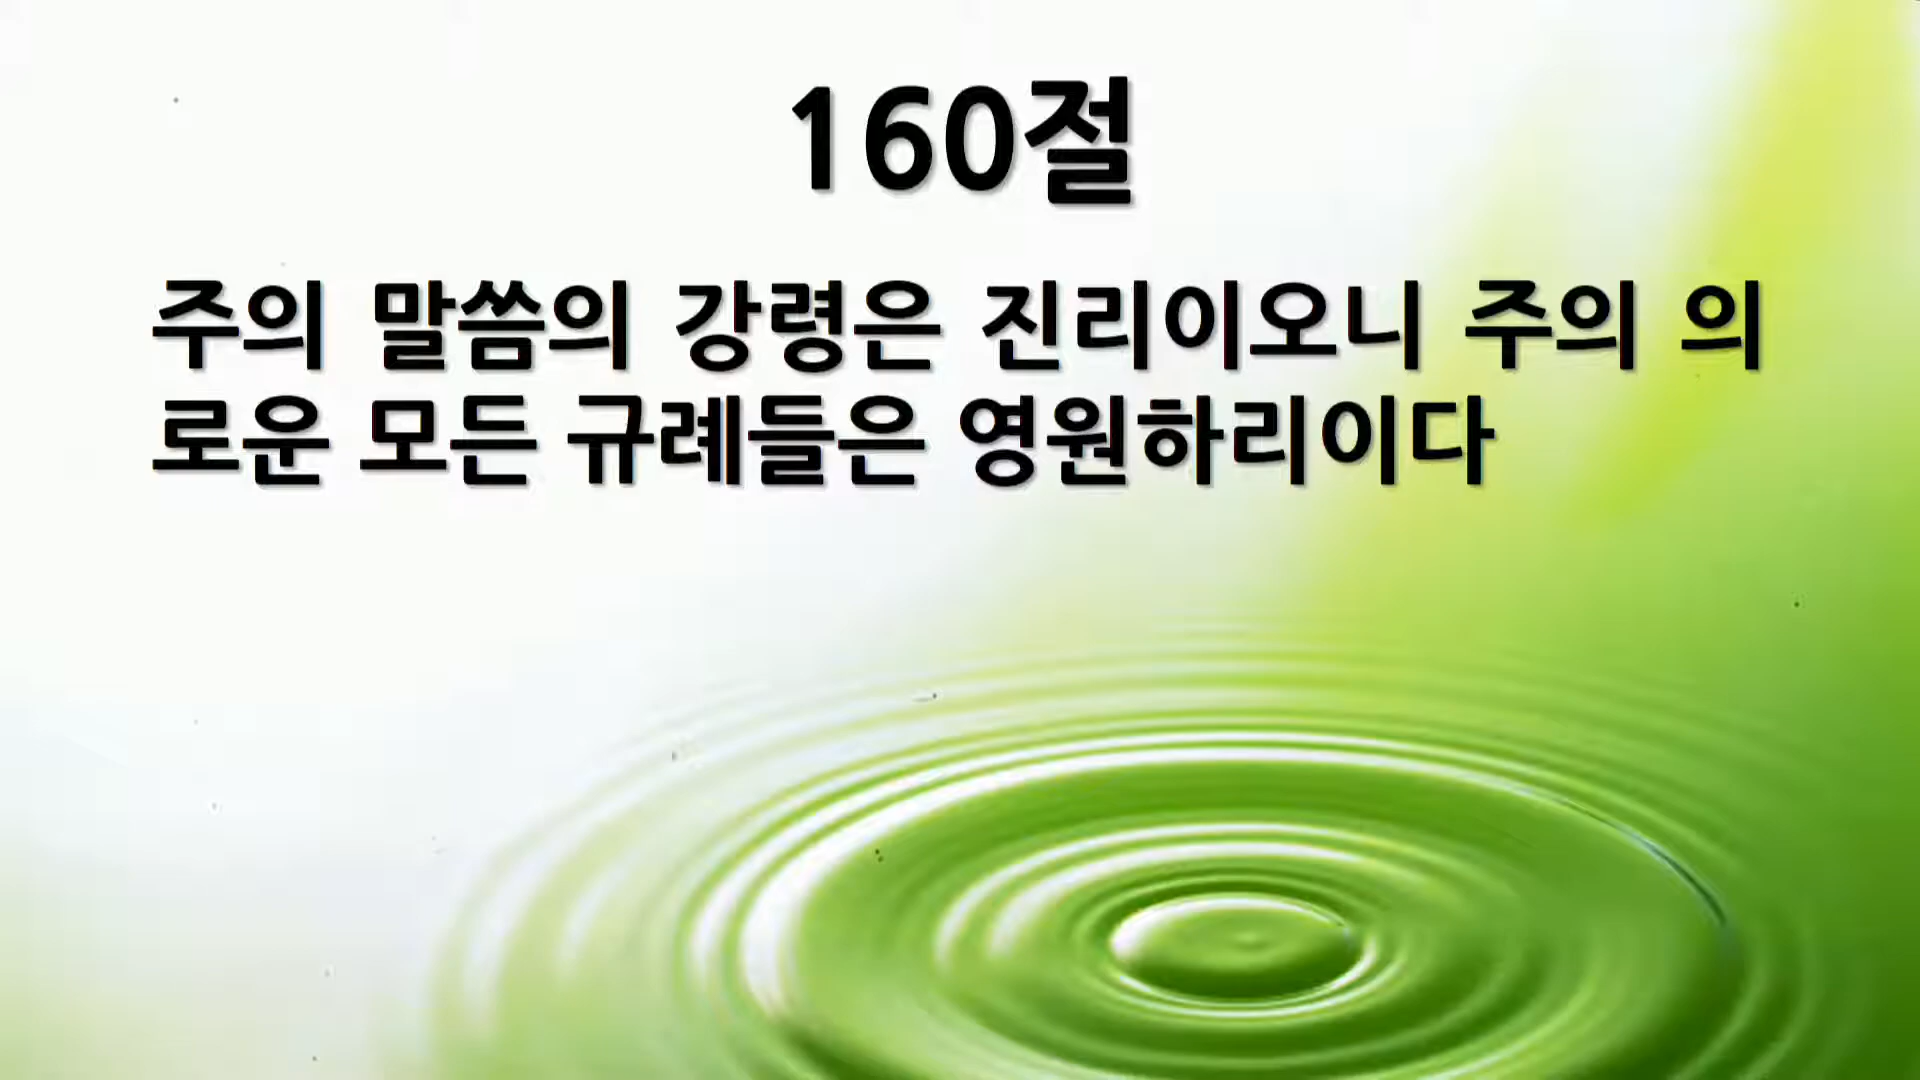 160절
주의 말씀의 강령은 진리이오니 주의 의
로운 모든 규례들은 영원하리이다